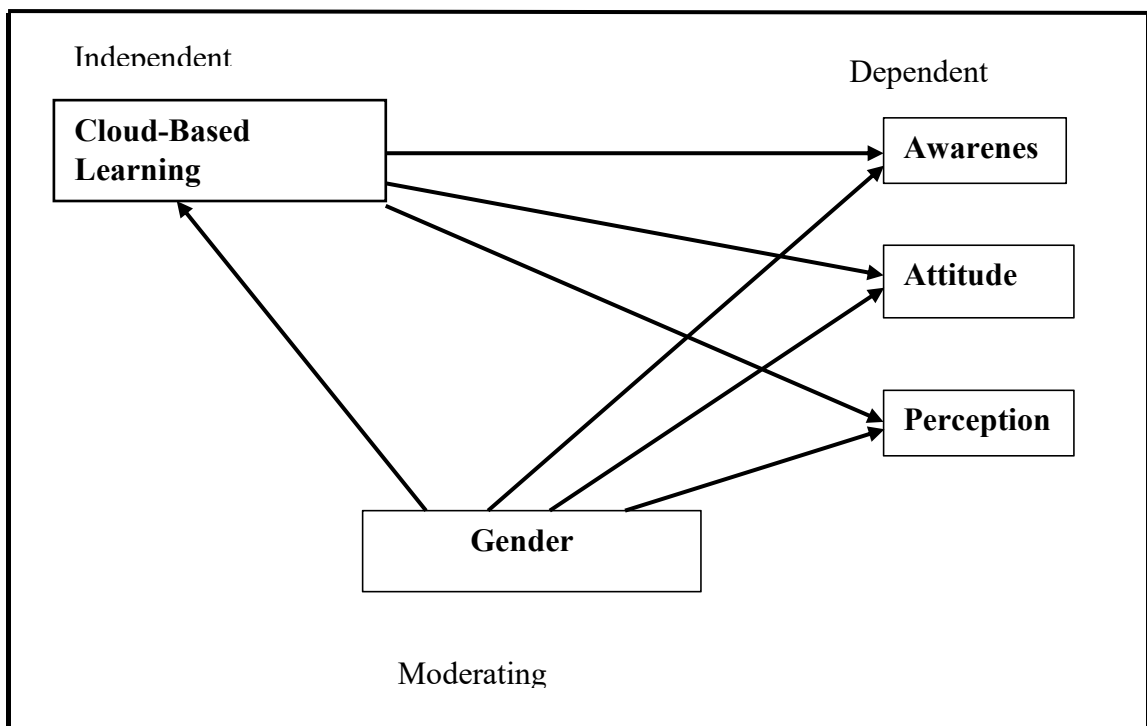 Independent
Dependent
Cloud-Based
Learning
Awarenes
Attitude
Perception
Gender
Moderating